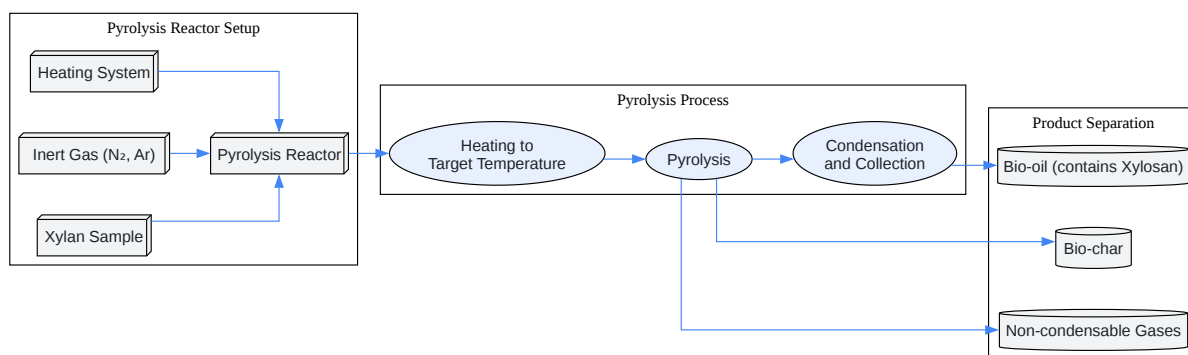 Pyrolysis Reactor Setup
Heating System
Inert Gas (N₂, Ar)
Pyrolysis Reactor
Xylan Sample
Pyrolysis Process
Heating to
Target Temperature
Pyrolysis
Condensation
and Collection
Product Separation
Bio-oil (contains Xylosan)
Bio-char
Non-condensable Gases